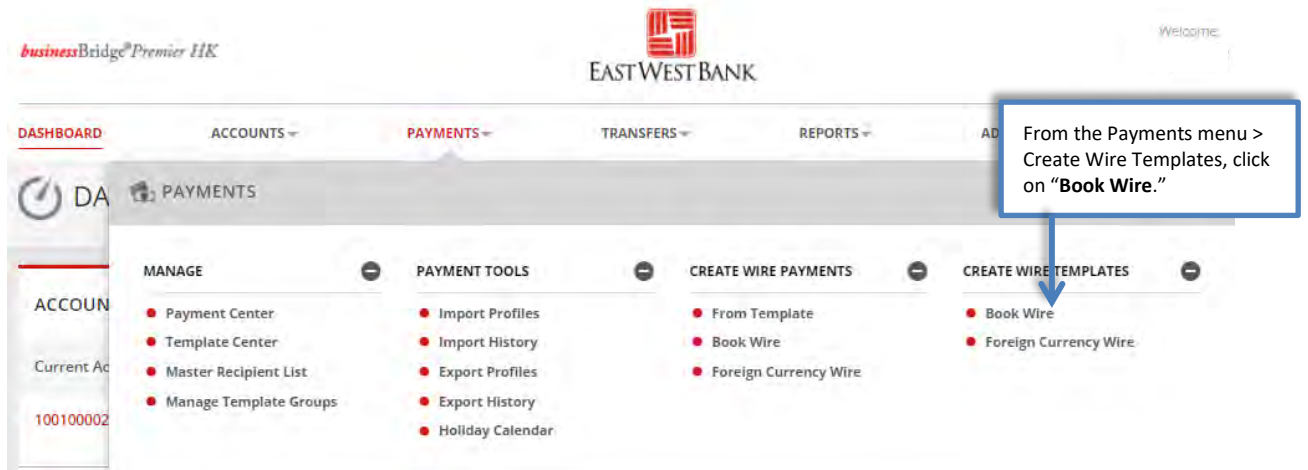 businessBridge®Premier HK
EASTWESTBANK
Welcome,
DASHBOARD
ACCOUNTS
PAYMENTS
TRANSFERS
REPORTS
AD
From the Payments menu >
Create Wire Templates, click
on “Book Wire.”
DA
PAYMENTS
MANAGE
Payment Center
Template Center
Master Recipient List
Manage Template Groups
PAYMENT TOOLS
Import Profiles
Import History
Export Profiles
Export History
Holiday Calendar
CREATE WIRE PAYMENTS
From Template
Book Wire
Foreign Currency Wire
CREATE WIRE TEMPLATES
Book Wire
Foreign Currency Wire
ACCOUN
Current Ac
100100002